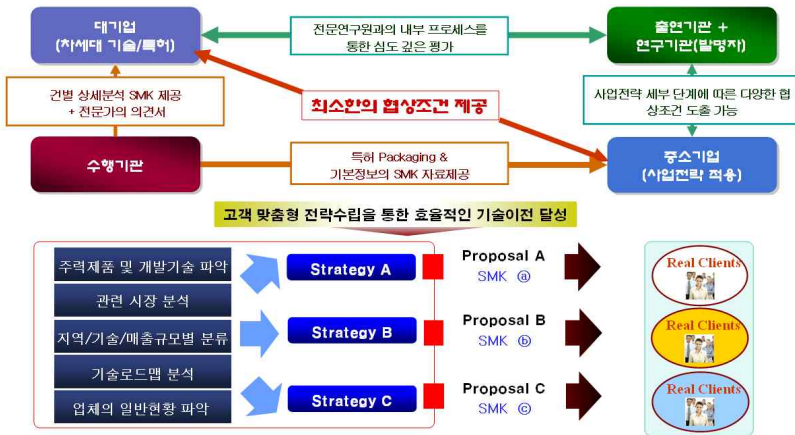 대기업
(차세대 기술/특허)
전문연구원과의 내부 프로세스를
통한 심도 깊은 평가
출연기관 +
연구기관(발명자)
건별 상세분석 SMK 제공
+ 전문가의 의견서
최소한의 협상조건 제공
사업전략 세부 단계에 따른 다양한 협
상조건 도출 가능
수행기관
특허 Packaging &
기본정보의 SMK 자료제공
중소기업
(사업전략 적용)
고객 맞춤형 전략수립을 통한 효율적인 기술이전 달성
주력제품 및 개발기술 파악
관련 시장 분석
지역/기술/매출규모별 분류
기술로드맵 분석
업체의 일반현황 파악
Strategy A
Strategy B
Strategy C
Proposal A
SMK ⓐ
Proposal B
SMK ⓑ
Proposal C
SMK ⓒ
Real Clients
Real Clients
Real Clients